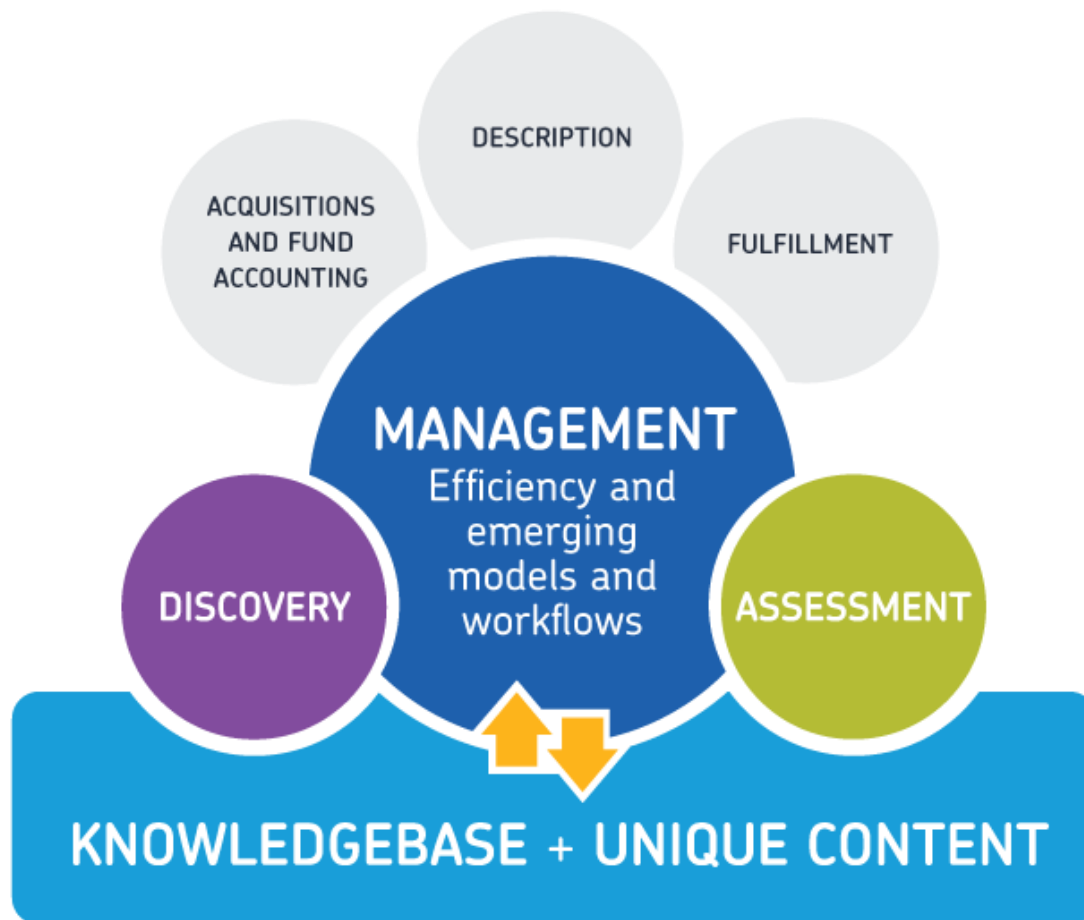 DESCRIPTION
ACQUISITIONS
AND FUND
ACCOUNTING
FULFILLMENT
MANAGEMENT
Efficiency and
emerging
models and
workflows
DISCOVERY
ASSESSMENT
KNOWLEDGEBASE + UNIQUE CONTENT